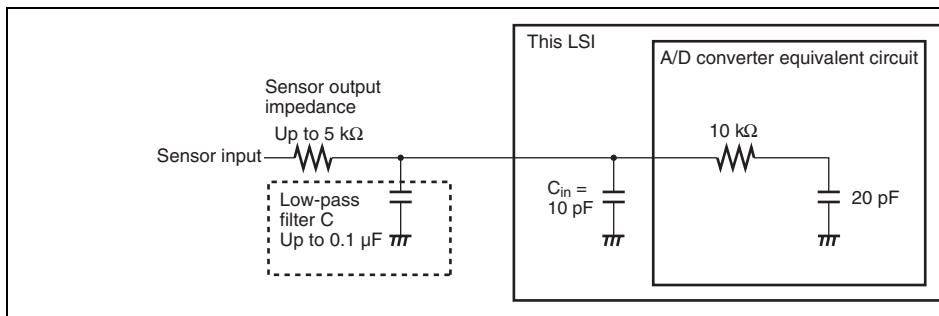 This LSI
A/D converter equivalent circuit
Sensor output
impedance
Up to 5 kΩ
10 kΩ
Sensor input
Low-pass
filter C
Up to 0.1 μF
Cin =
10 pF
20 pF